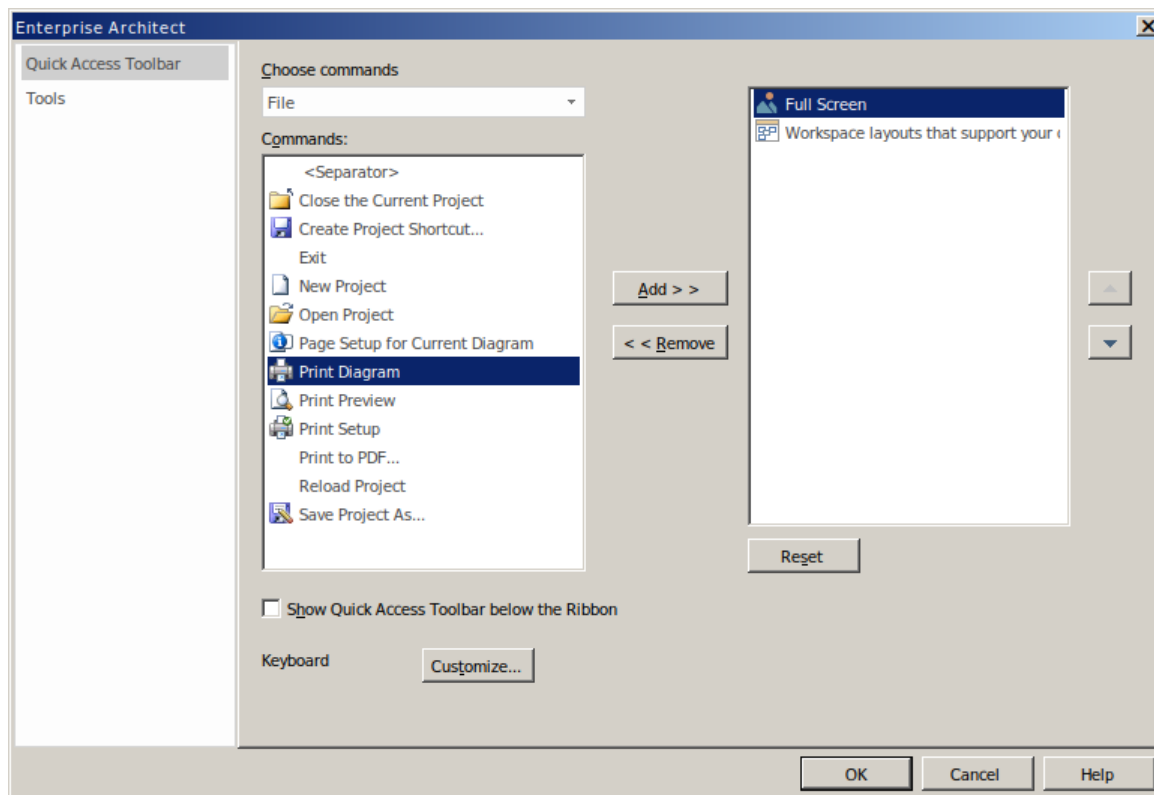 Enterprise Architect
Quick Access Toolbar
Tools
Choose commands
File
Commands:
<Separator>
Close the Current Project
Create Project Shortcut...
Exit
New Project
Open Project
Page Setup for Current Diagram
Print Diagram
Print Preview
Print Setup
Print to PDF...
Reload Project
Save Project As...
Add > >
< < Remove
Full Screen
Workspace layouts that support your
Reset
Show Quick Access Toolbar below the Ribbon
Keyboard
Customize...
OK
Cancel
Help